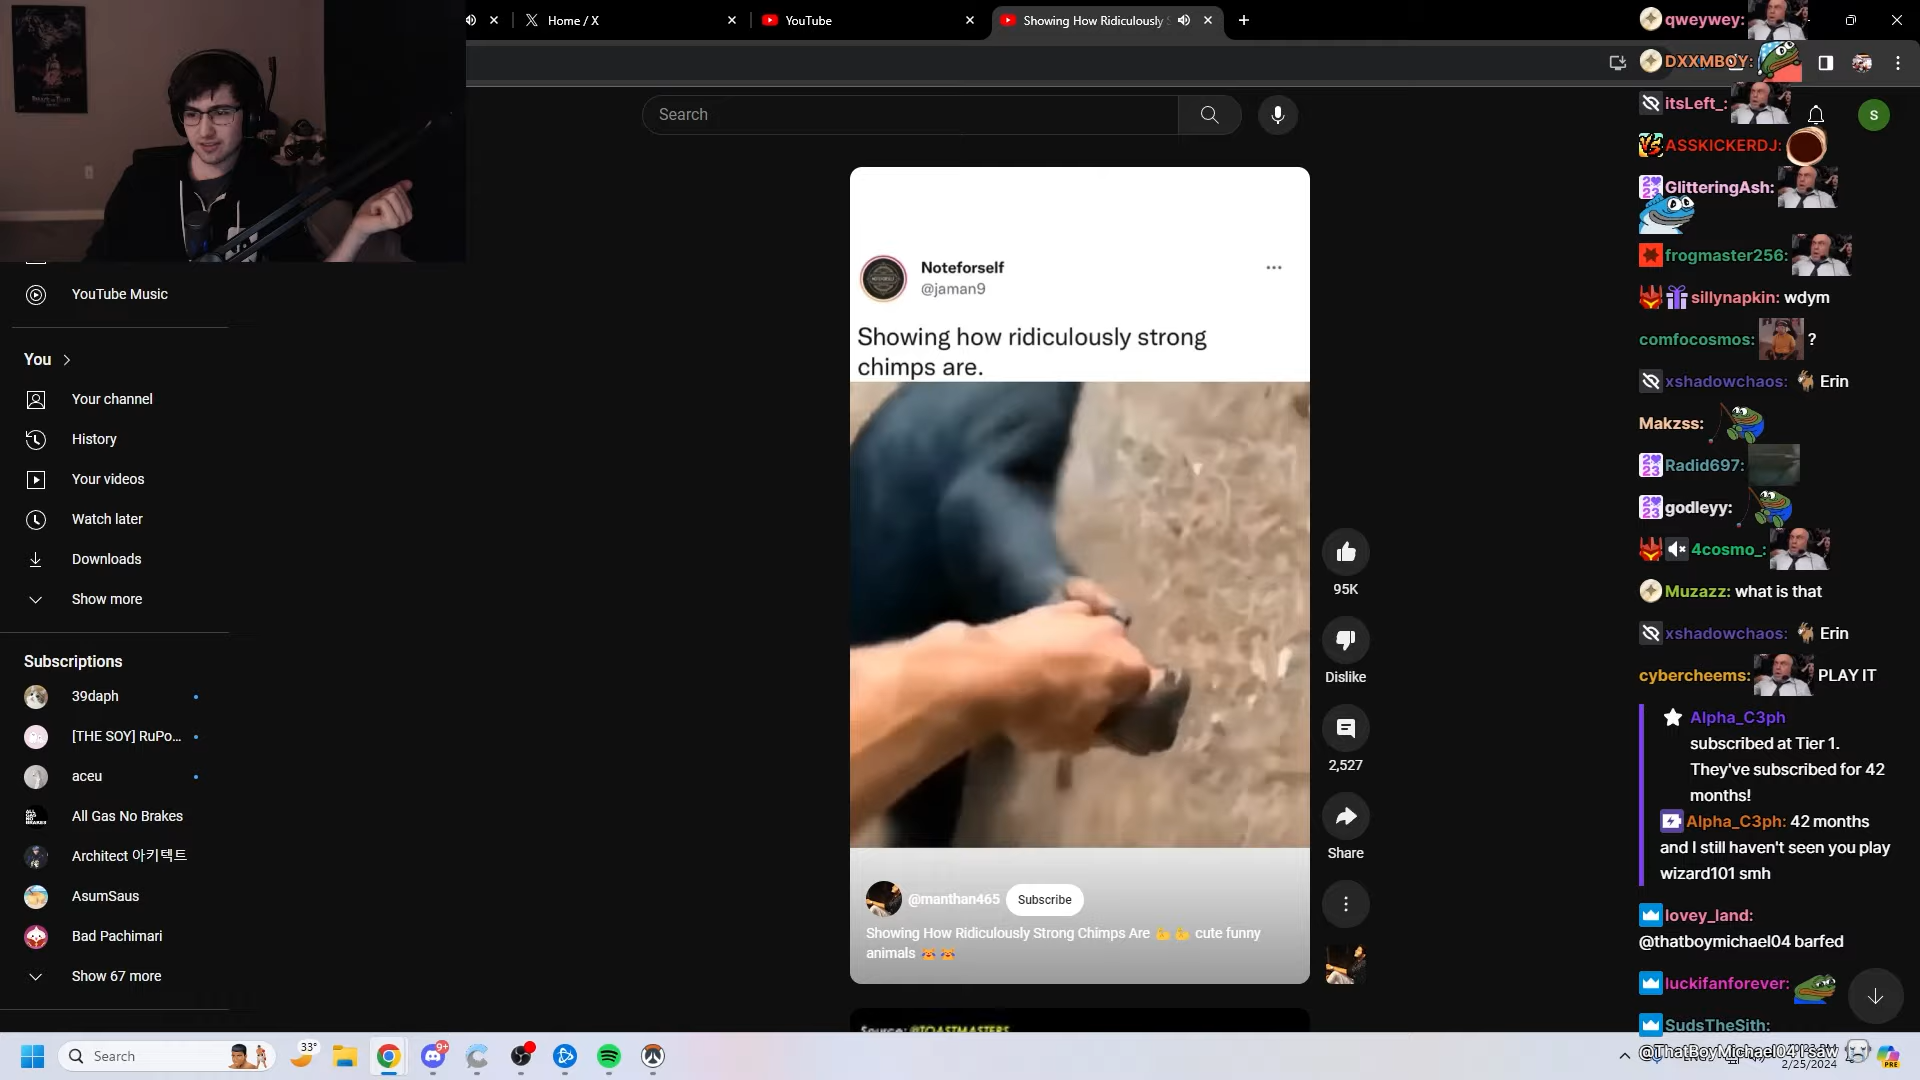 Home / X
YouTube
Showing How Ridiculously S
Search
S
YouTube Music
You
Your channel
History
Your videos
Watch later
Downloads
Show more
Subscriptions
39daph
[THE SOY] RuPo...
aceu
All Gas No Brakes
Architect 아키텍트
AsumSaus
Bad Pachimari
Show 67 more
Noteforself
@jaman9
Showing how ridiculously strong
chimps are.
@manthan465
Subscribe
Showing How Ridiculously Strong Chimps Are
cute funny
animals
Source: @TOASTMASTERS
95K
Dislike
2,527
Share
qweywey:
DXXMBOY:
itsLeft_:
ASSKICKERDJ:
GlitteringAsh:
frogmaster256:
sillynapkin: wdym
comfocosmos: ?
xshadowchaos: Erin
Makzss:
Radid697:
godleyy:
4cosmo_:
Muzazz: what is that
xshadowchaos: Erin
cybercheems: PLAY IT
Alpha_C3ph
subscribed at Tier 1.
They've subscribed for 42
months!
Alpha_C3ph: 42 months
and I still haven't seen you play
wizard101 smh
lovey_land:
@thatboymichael04 barfed
luckifanforever:
SudsTheSith:
@ThatBoyMichael04 I saw
33°
Search
9+
2/25/2024
PRE